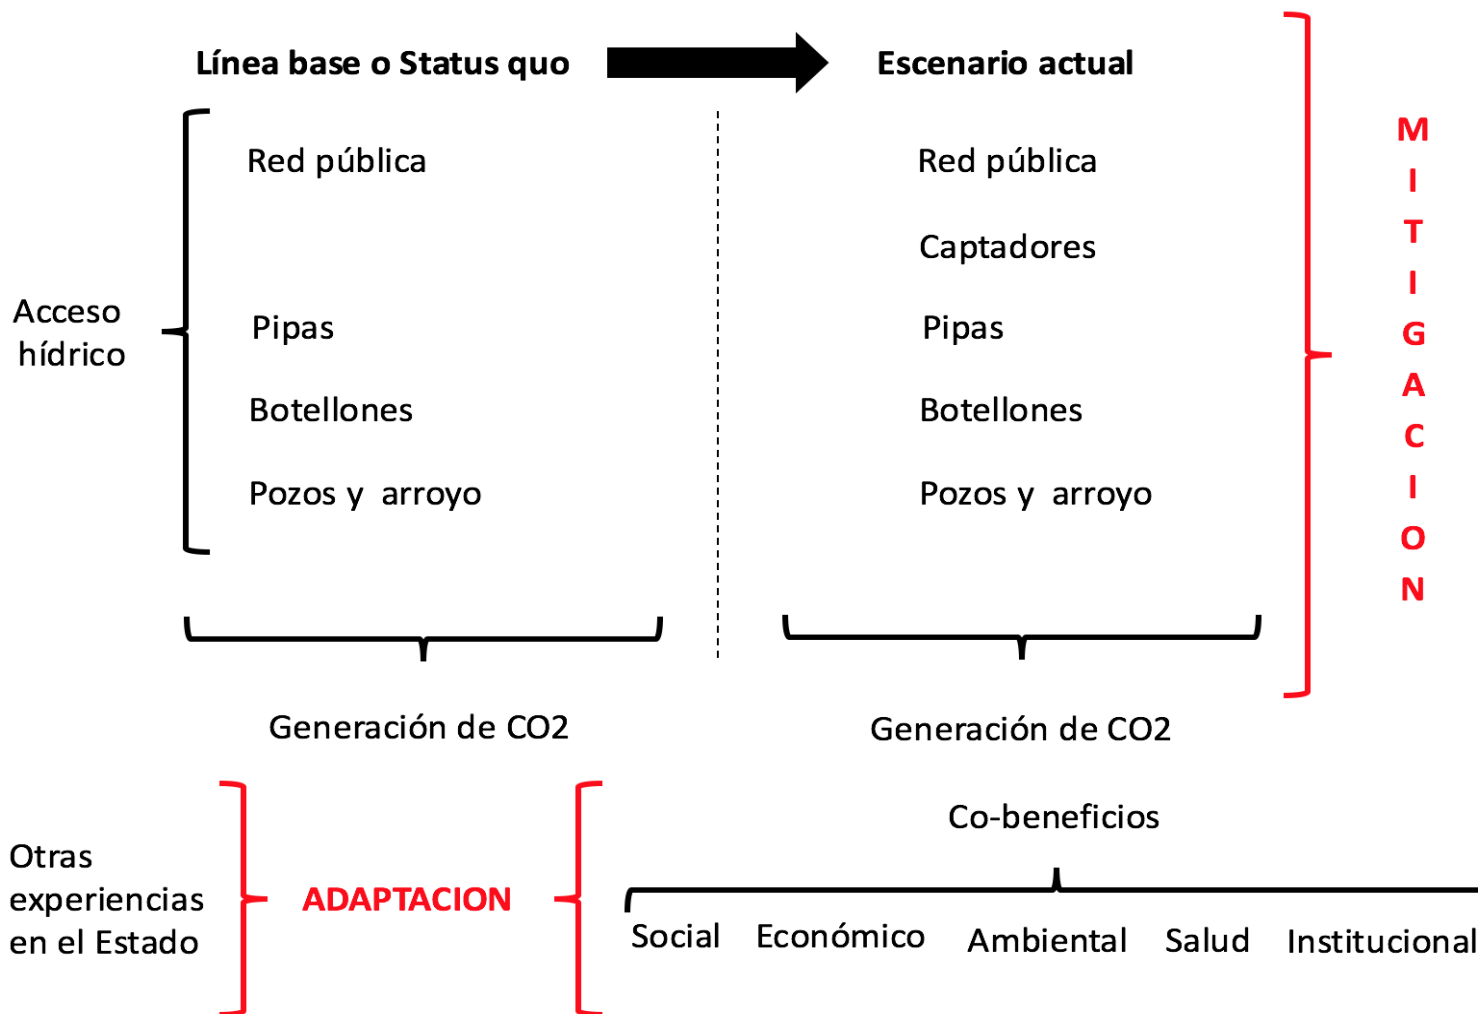 Línea base o Status quo
Escenario actual
Red pública
Red pública
Captadores
Acceso
hídrico
Pipas
Pipas
Botellones
Botellones
Pozos y arroyo
Pozos y arroyo
M
I
T
I
G
A
C
I
O
N
Generación de CO2
Generación de CO2
Otras
experiencias
en el Estado
ADAPTACION
Co-beneficios
Social Económico Ambiental Salud Institucional